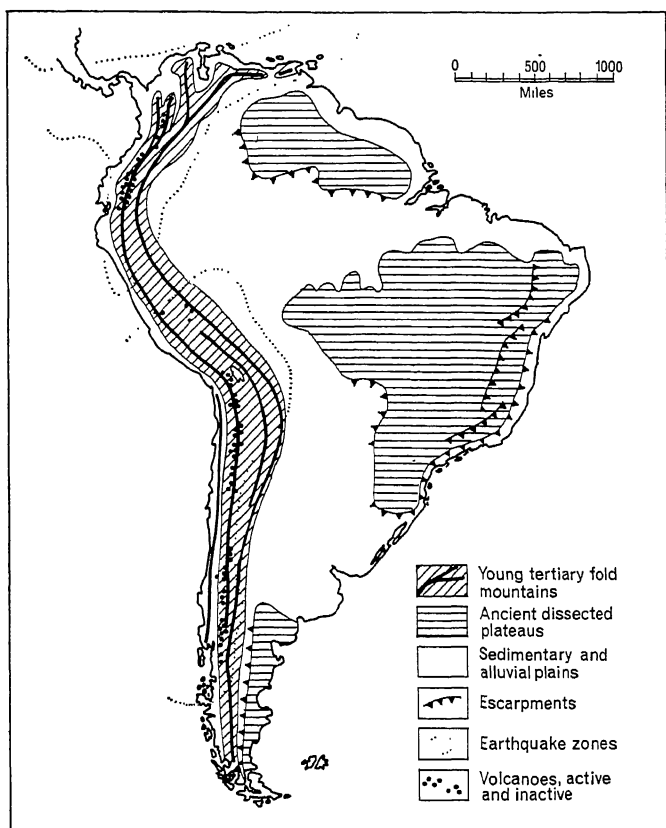 0 500 1000
Miles
Young tertiary fold
mountains
Ancient dissected
plateaus
Sedimentary and
alluvial plains
Escarpments
Earthquake zones
Volcanoes, active
and inactive